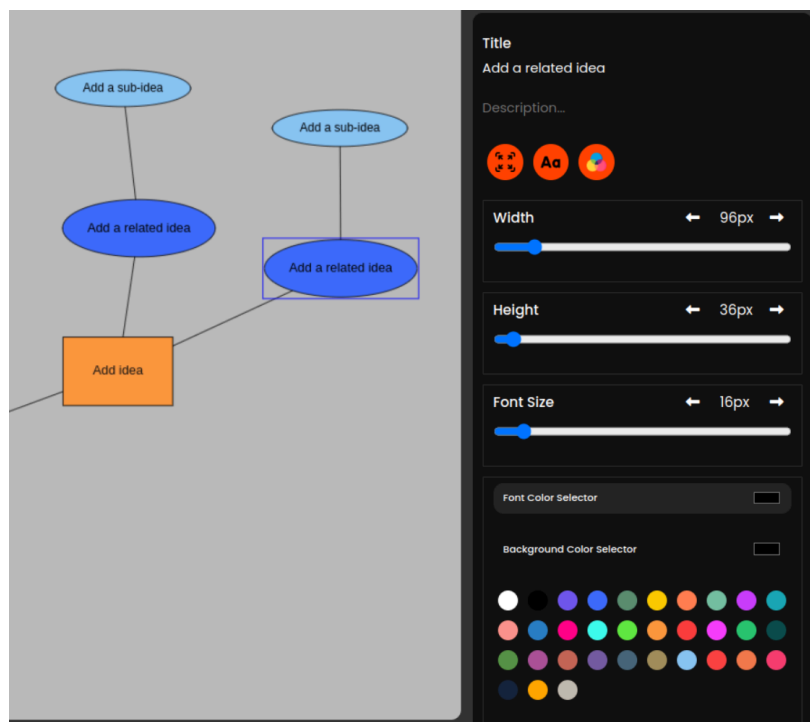 Add a sub-idea
Add a sub-idea
Add a related idea
Add a related idea
Add idea
Title
Add a related idea
Description...
Aa
Width
96px
Height
36px
Font Size
16px
Font Color Selector
Background Color Selector